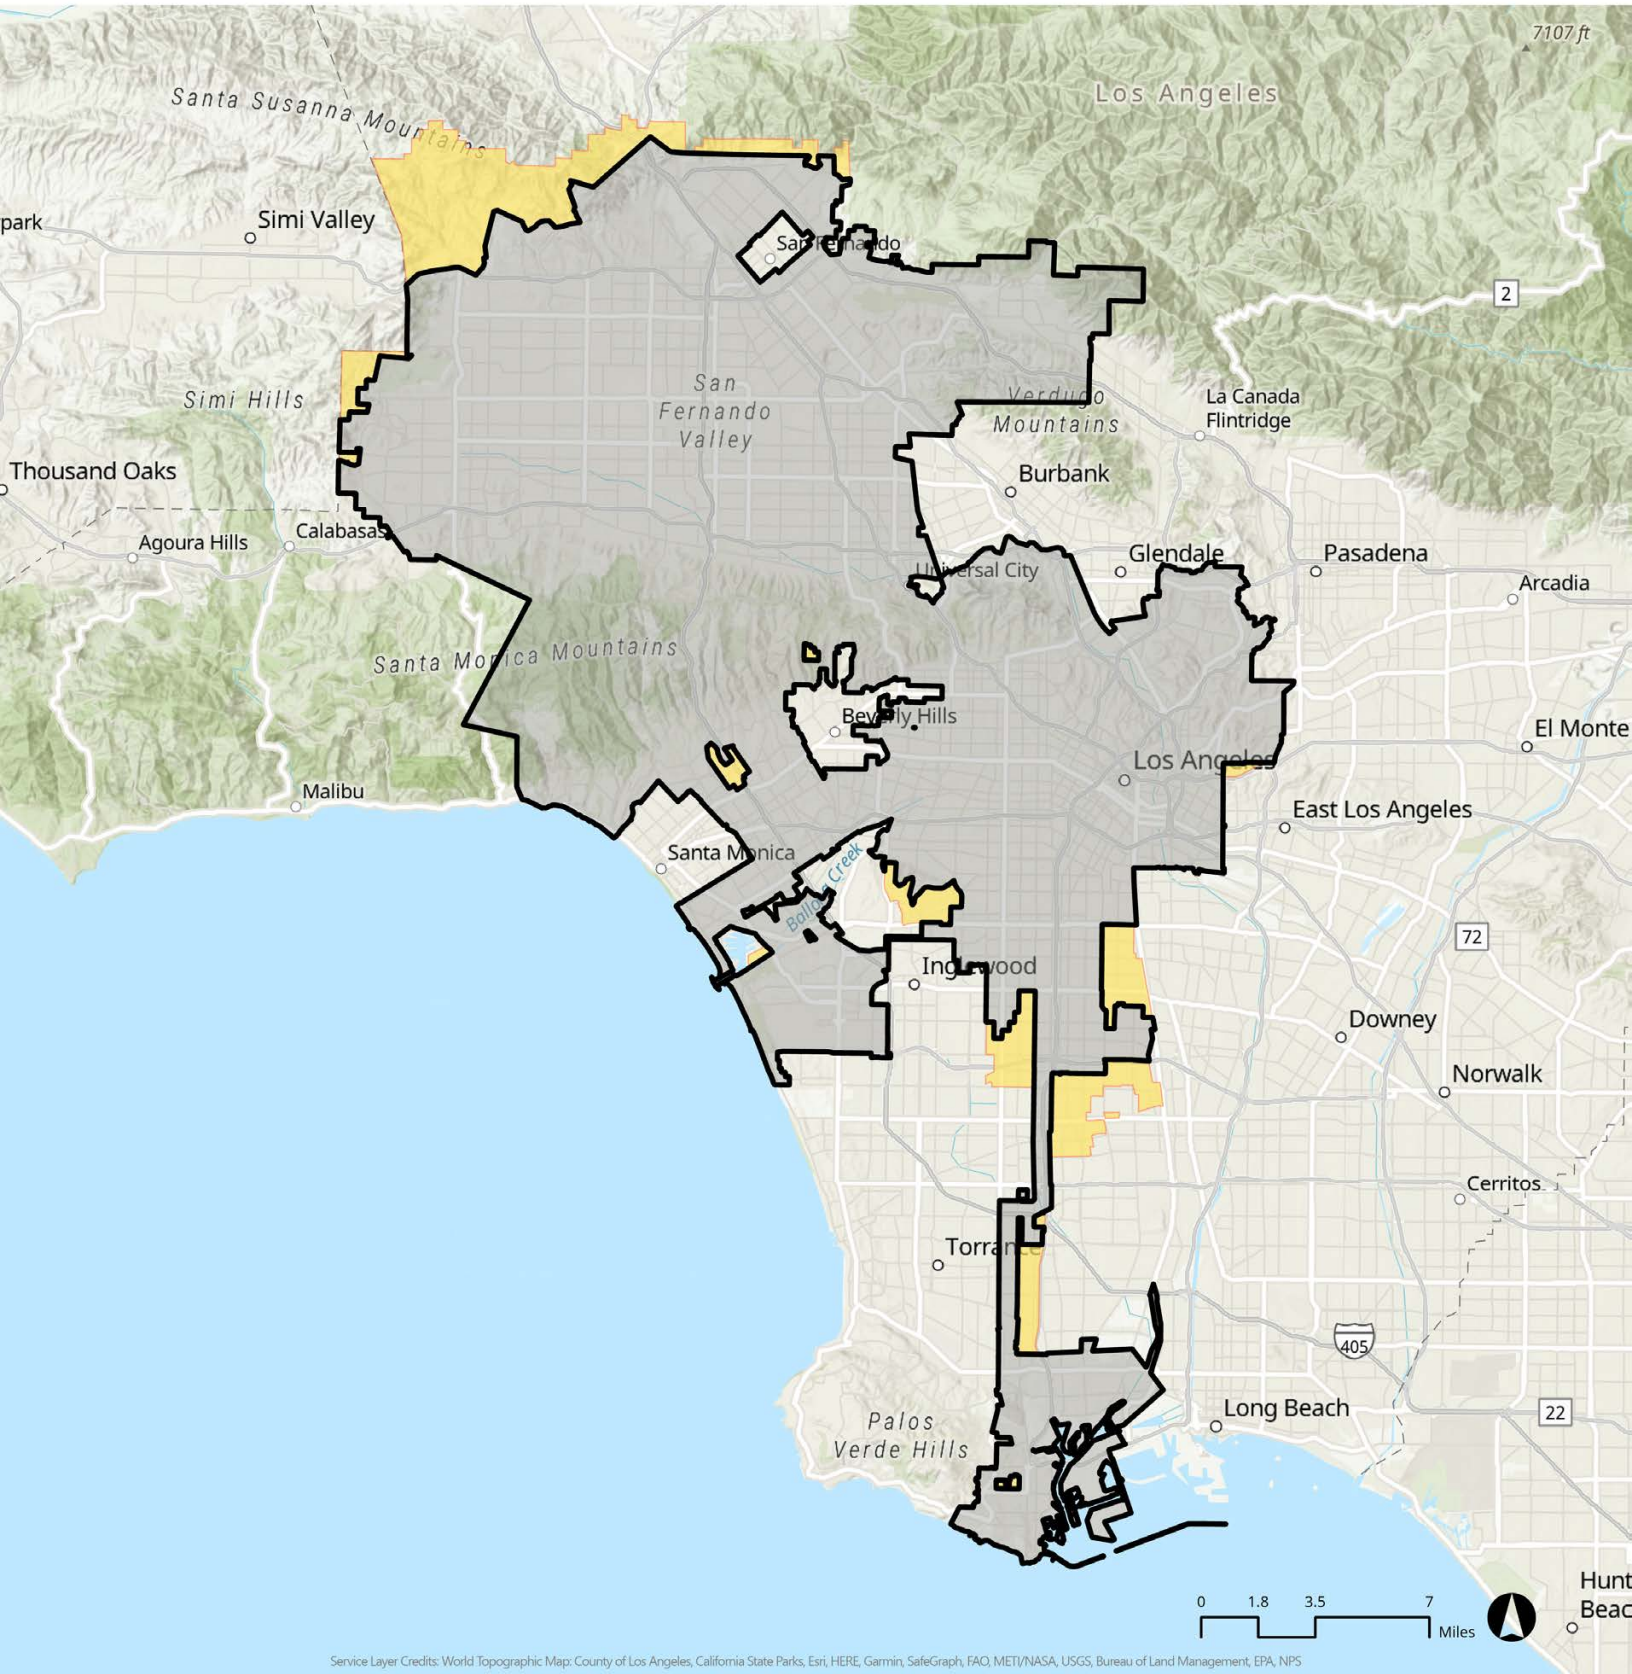 7107 ft
Los Angeles
Santa Susanna Mountains
Simi Valley
park
San Fernando
2
San
Fernando
Valley
Simi Hills
Verdugo
Mountains
La Canada
Flintridge
Thousand Oaks
Burbank
Calabasas
Agoura Hills
Glendale
Pasadena
Universal City
Arcadia
Santa Monica Mountains
Beverly Hills
El Monte
Los Angeles
Malibu
East Los Angeles
Santa Monica
Ballona Creek
72
Inglewood
Downey
Norwalk
Cerritos
Torrance
405
Long Beach
22
Palos
Verde Hills
Hunt
Beac
0 1.8 3.5 7
Miles
Service Layer Credits: World Topographic Map: County of Los Angeles, California State Parks, Esri, HERE, Garmin, SafeGraph, FAO, METI/NASA, USGS, Bureau of Land Management, EPA, NPS